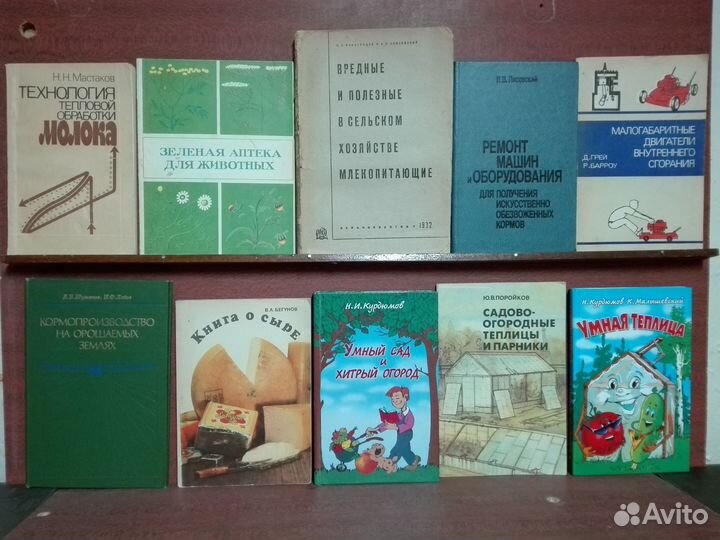 Н.Н. Мастаков
ТЕХНОЛОГИЯ
ТЕПЛОВОЙ
ОБРАБОТКИ
МОЛОКА
ЗЕЛЕНАЯ АПТЕКА
ДЛЯ ЖИВОТНЫХ
ВРЕДНЫЕ
И ПОЛЕЗНЫЕ
В СЕЛЬСКОМ
ХОЗЯЙСТВЕ
МЛЕКОПИТАЮЩИЕ
1932
РЕМОНТ
МАШИН
И ОБОРУДОВАНИЯ
ДЛЯ ПОЛУЧЕНИЯ
ИСКУССТВЕННО
ОБЕЗВОЖЕННЫХ
КОРМОВ
МАЛОГАБАРИТНЫЕ
ДВИГАТЕЛИ
ВНУТРЕННЕГО
СГОРАНИЯ
Д. ГРЕЙ
Р. БАРРОУ
КОРМОПРОИЗВОДСТВО
НА ОРОШАЕМЫХ
ЗЕМЛЯХ
В.А. БЕГУНОВ
Книга о сыре
Н.И. Курдюмов
УМНЫЙ САД
И
ХИТРЫЙ ОГОРОД
Ю.В. ПОРОЙКОВ
САДОВО-
ОГОРОДНЫЕ
ТЕПЛИЦЫ
И ПАРНИКИ
Н. Курдюмов К. Малышевский
УМНАЯ ТЕПЛИЦА
Avito